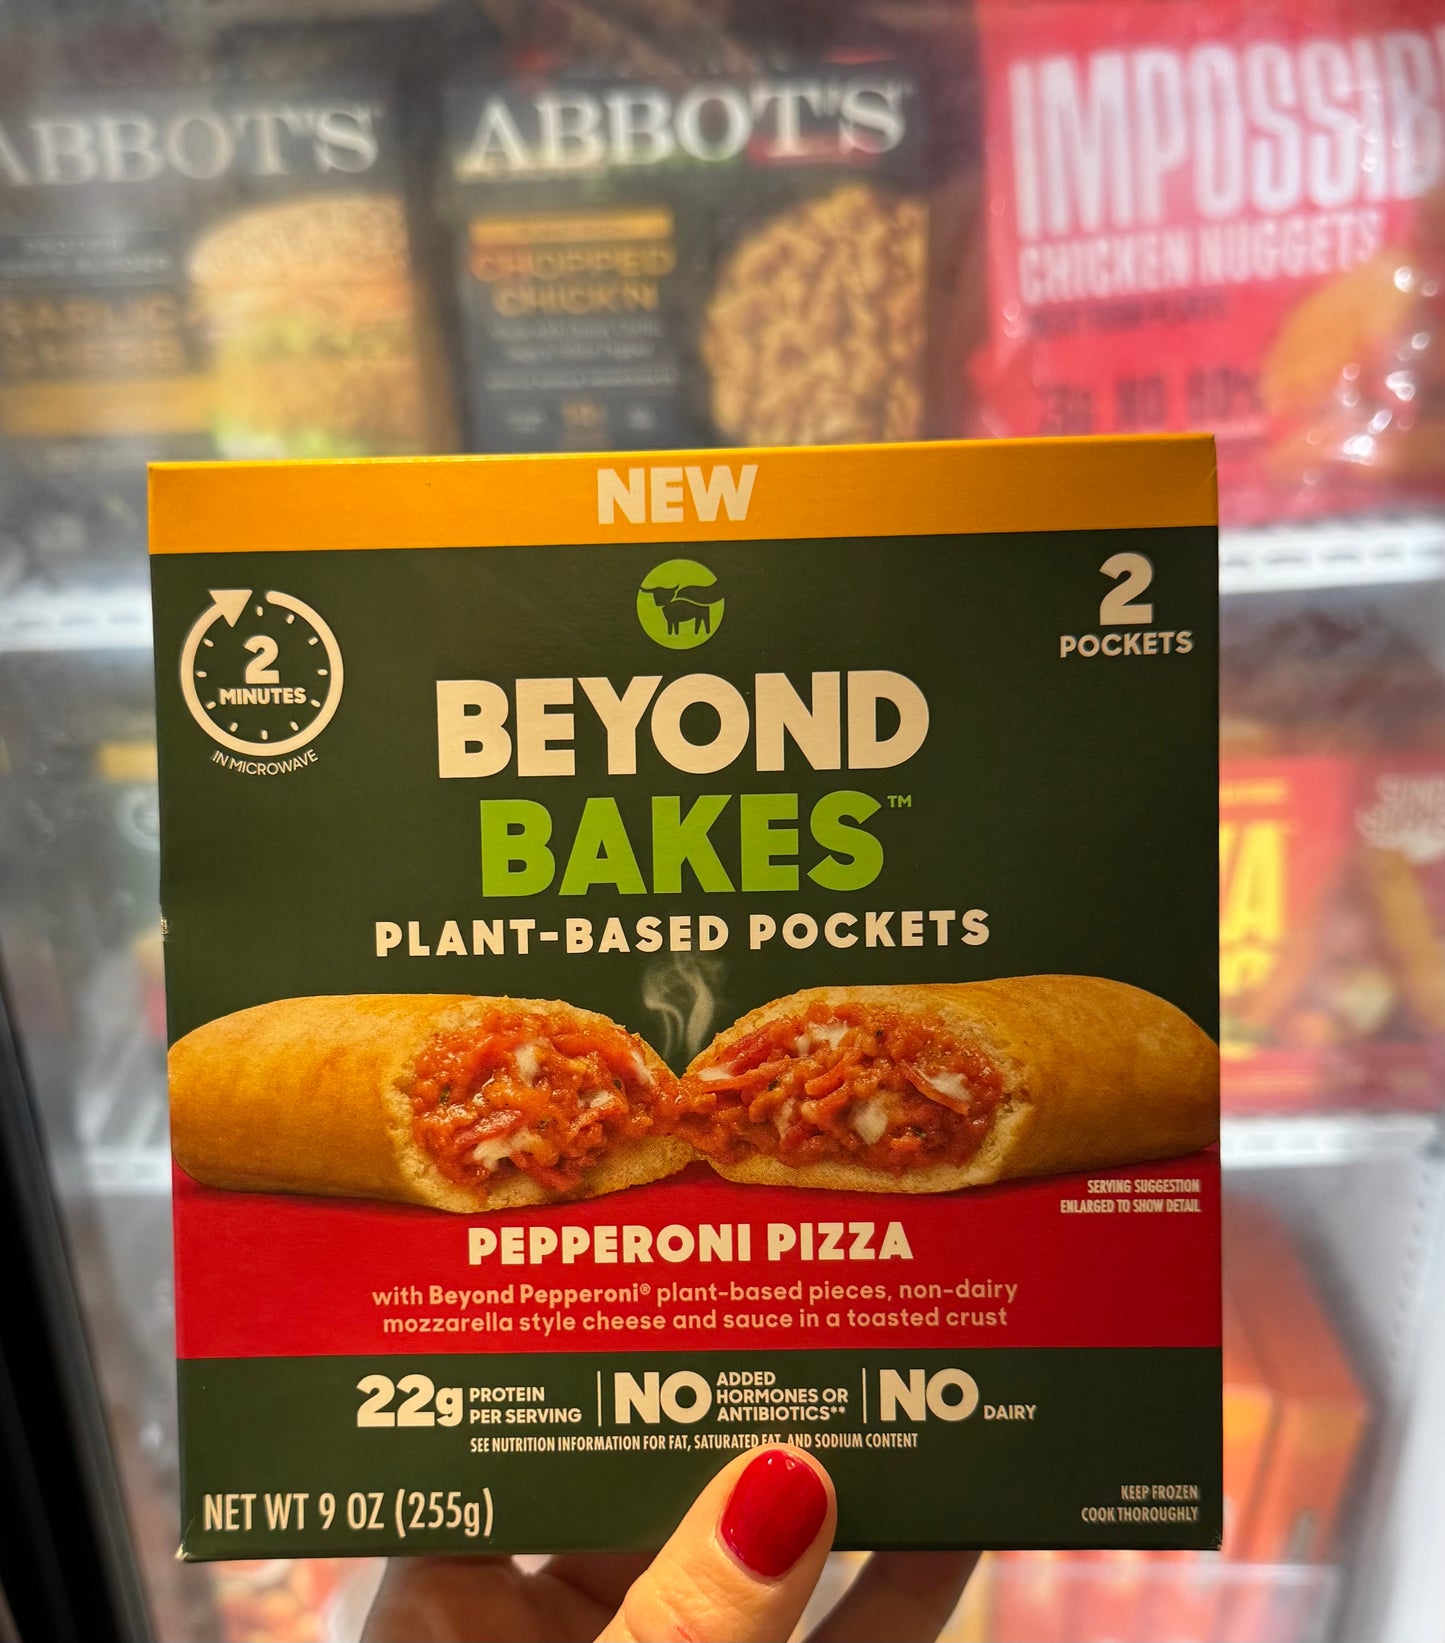 ABBOT'S
ABBOT'S
CHOPPED
CHICK'N
IMPOSSIB
CHICKEN NUGGETS
NEW
2
MINUTES
IN MICROWAVE
2
POCKETS
BEYOND
BAKES™
PLANT-BASED POCKETS
SERVING SUGGESTION
ENLARGED TO SHOW DETAIL
PEPPERONI PIZZA
with Beyond Pepperoni® plant-based pieces, non-dairy
mozzarella style cheese and sauce in a toasted crust
22g PROTEIN
PER SERVING
NO ADDED
HORMONES OR
ANTIBIOTICS**
NO DAIRY
SEE NUTRITION INFORMATION FOR FAT, SATURATED FAT, AND SODIUM CONTENT
NET WT 9 OZ (255g)
KEEP FROZEN
COOK THOROUGHLY